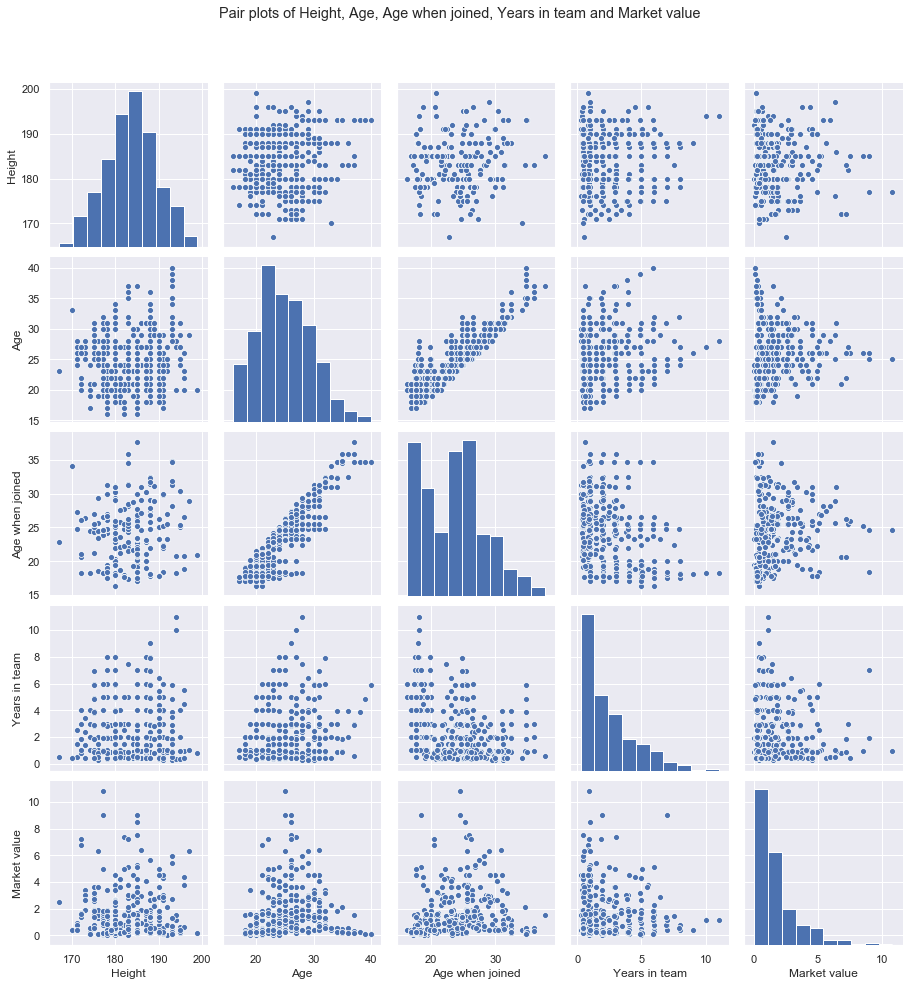 Pair plots of Height, Age, Age when joined, Years in team and Market value
200
190
180
170
Height
40
35
30
25
20
15
Age
35
30
25
20
15
Age when joined
10
8
6
4
2
0
Years in team
10
8
6
4
2
0
Market value
170 180 190 200
Height
20 30 40
Age
20 30
Age when joined
0 5 10
Years in team
0 5 10
Market value